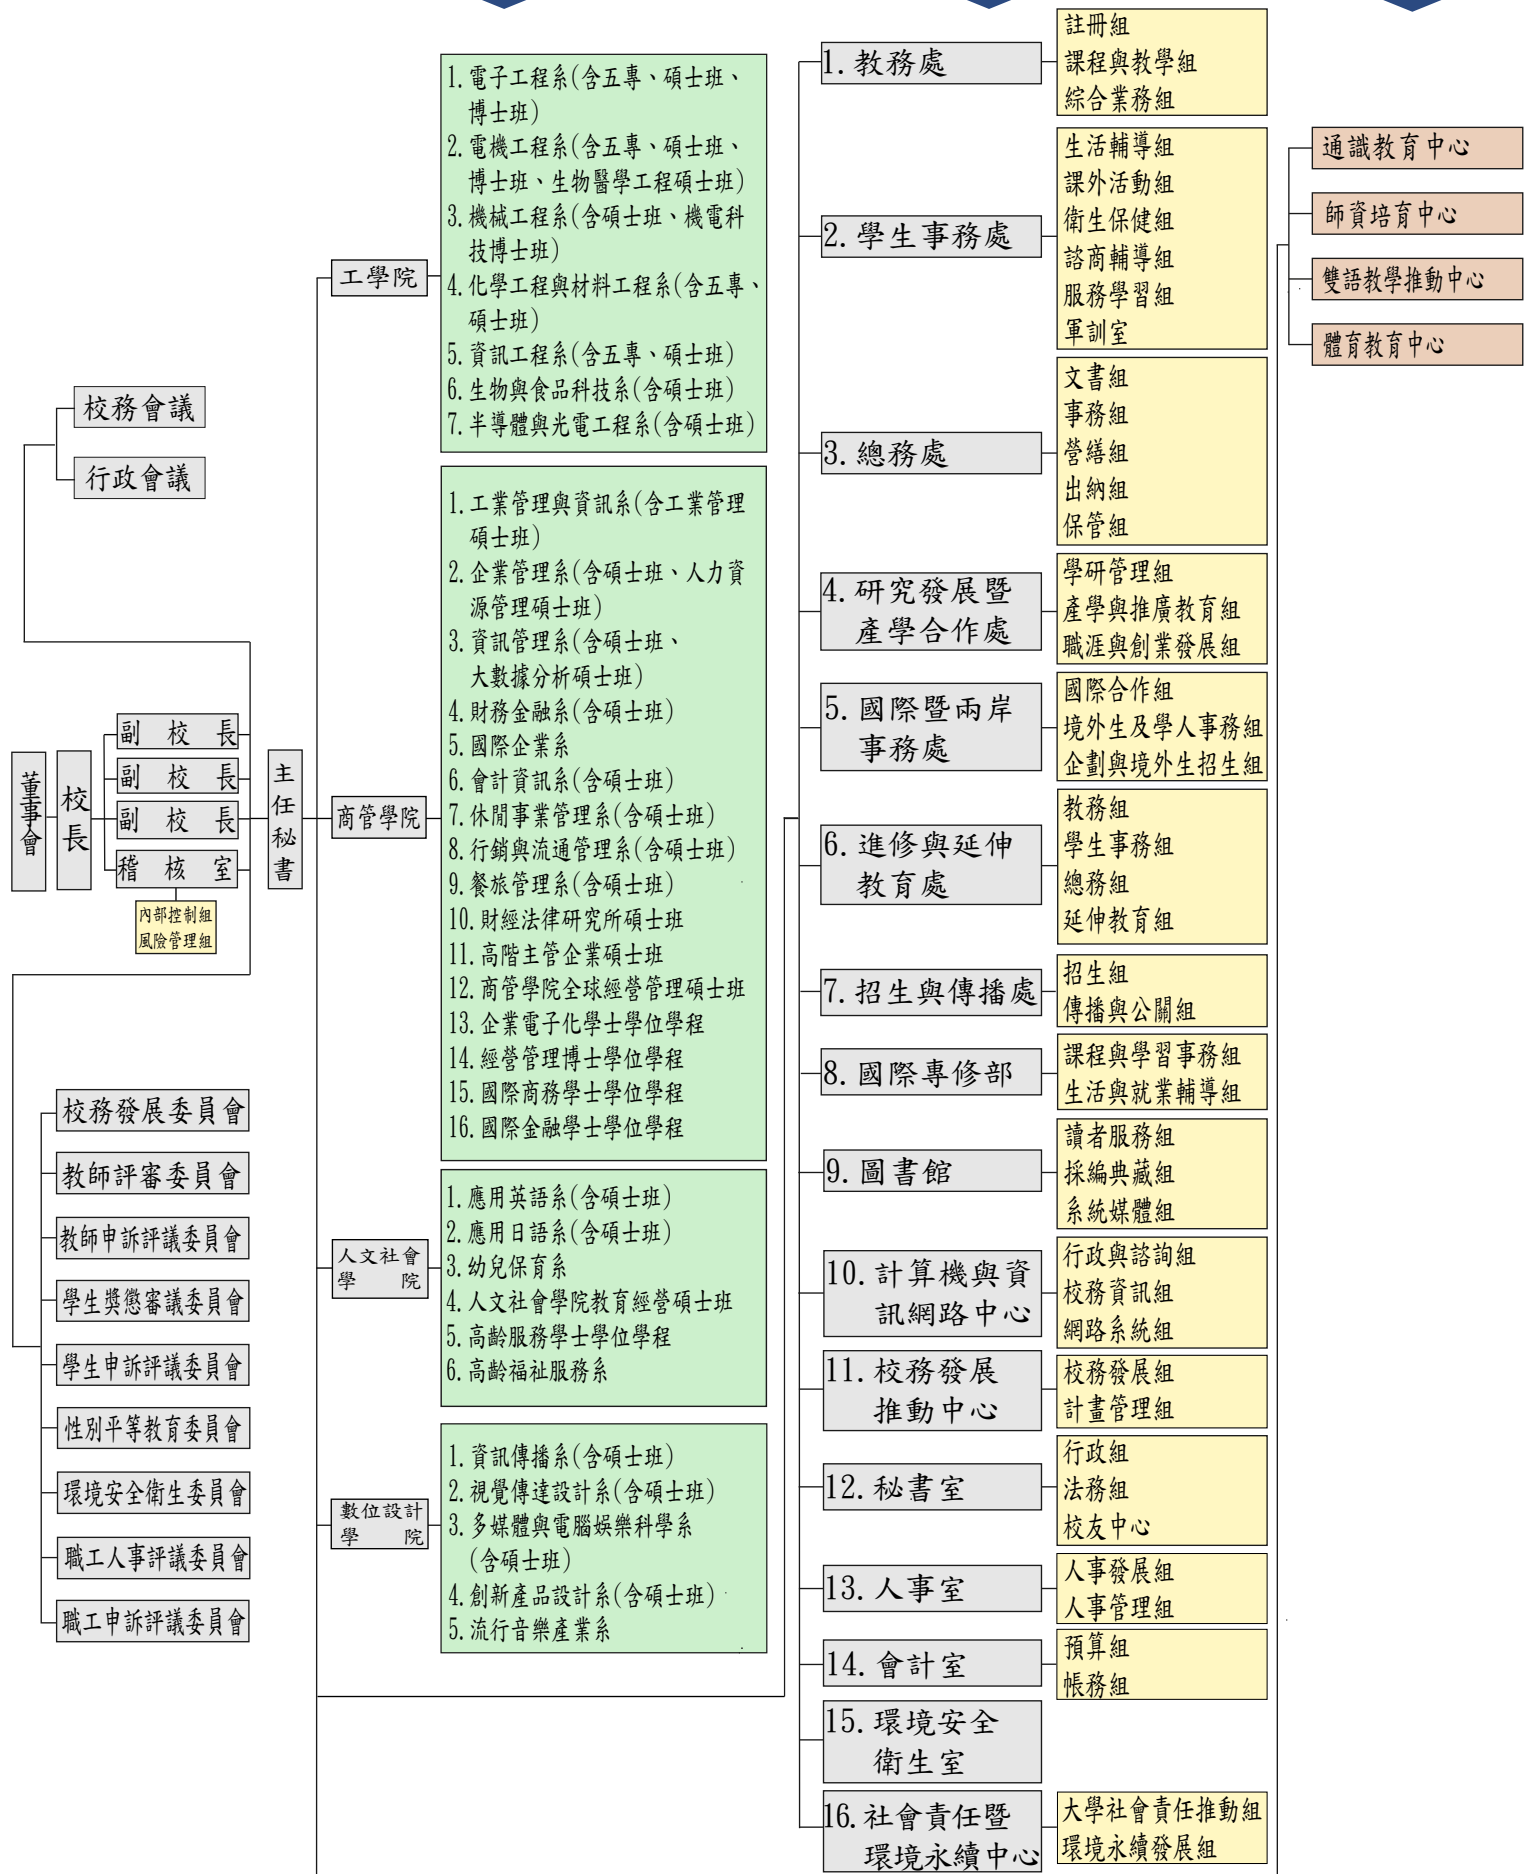 校務會議
行政會議
董事會
校長
副校長
副校長
副校長
稽核室
內部控制組
風險管理組
主任秘書
校務發展委員會
教師評審委員會
教師申訴評議委員會
學生獎懲審議委員會
學生申訴評議委員會
性別平等教育委員會
環境安全衛生委員會
職工人事評議委員會
職工申訴評議委員會
工學院
1.電子工程系(含五專、碩士班、
博士班)
2.電機工程系(含五專、碩士班、
博士班、生物醫學工程碩士班)
3.機械工程系(含碩士班、機電科
技博士班)
4.化學工程與材料工程系(含五專、
碩士班)
5.資訊工程系(含五專、碩士班)
6.生物與食品科技系(含碩士班)
7.半導體與光電工程系(含碩士班)
商管學院
1.工業管理與資訊系(含工業管理
碩士班)
2.企業管理系(含碩士班、人力資
源管理碩士班)
3.資訊管理系(含碩士班、
大數據分析碩士班)
4.財務金融系(含碩士班)
5.國際企業系
6.會計資訊系(含碩士班)
7.休閒事業管理系(含碩士班)
8.行銷與流通管理系(含碩士班)
9.餐旅管理系(含碩士班)
10.財經法律研究所碩士班
11.高階主管企業碩士班
12.商管學院全球經營管理碩士班
13.企業電子化學士學位學程
14.經營管理博士學位學程
15.國際商務學士學位學程
16.國際金融學士學位學程
人文社會
學院
1.應用英語系(含碩士班)
2.應用日語系(含碩士班)
3.幼兒保育系
4.人文社會學院教育經營碩士班
5.高齡服務學士學位學程
6.高齡福祉服務系
數位設計
學院
1.資訊傳播系(含碩士班)
2.視覺傳達設計系(含碩士班)
3.多媒體與電腦娛樂科學系
(含碩士班)
4.創新產品設計系(含碩士班)
5.流行音樂產業系
1.教務處
註冊組
課程與教學組
綜合業務組
2.學生事務處
生活輔導組
課外活動組
衛生保健組
諮商輔導組
服務學習組
軍訓室
3.總務處
文書組
事務組
營繕組
出納組
保管組
4.研究發展暨
產學合作處
學研管理組
產學與推廣教育組
職涯與創業發展組
5.國際暨兩岸
事務處
國際合作組
境外生及學人事務組
企劃與境外生招生組
6.進修與延伸
教育處
教務組
學生事務組
總務組
延伸教育組
7.招生與傳播處
招生組
傳播與公關組
8.國際專修部
課程與學習事務組
生活與就業輔導組
9.圖書館
讀者服務組
採編典藏組
系統媒體組
10.計算機與資
訊網路中心
行政與諮詢組
校務資訊組
網路系統組
11.校務發展
推動中心
校務發展組
計畫管理組
12.秘書室
行政組
法務組
校友中心
13.人事室
人事發展組
人事管理組
14.會計室
預算組
帳務組
15.環境安全
衛生室
16.社會責任暨
環境永續中心
大學社會責任推動組
環境永續發展組
通識教育中心
師資培育中心
雙語教學推動中心
體育教育中心